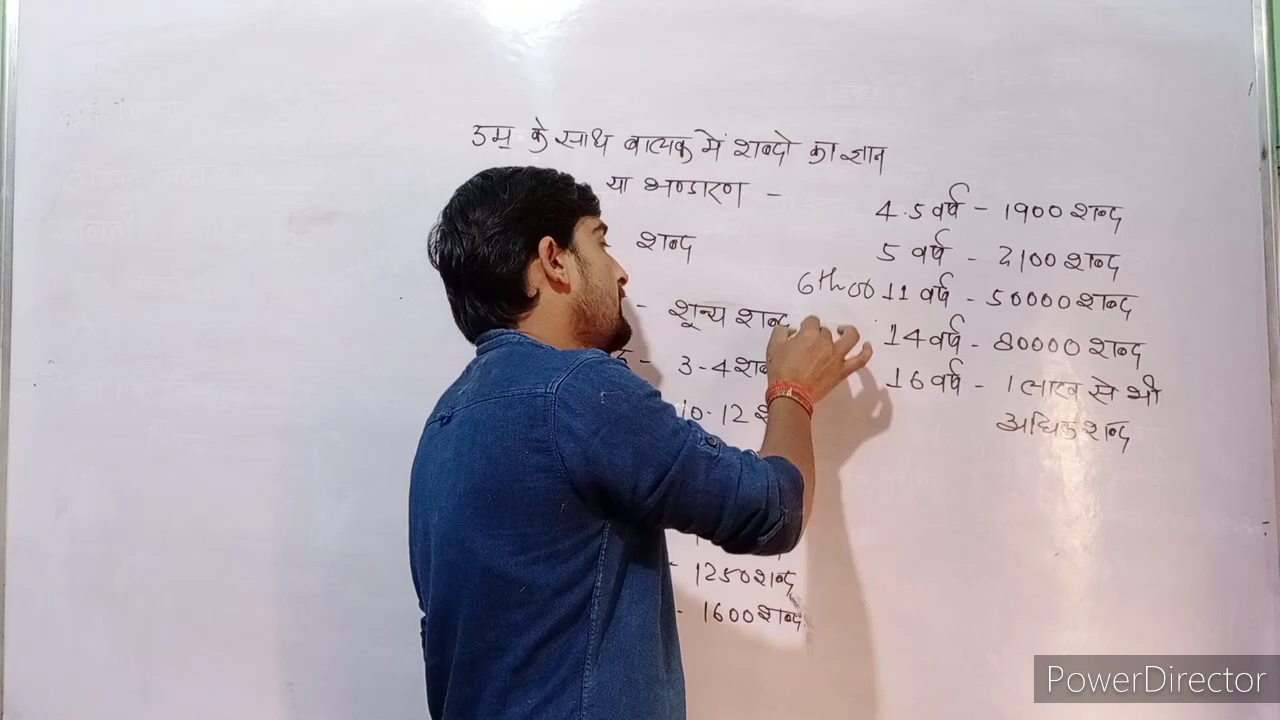 उम्र के साथ बालक में शब्दो का ज्ञान
या भण्डारण -
शब्द
- शून्य शब्द
- 3-4 शब्द
10-12 श
- 1250 शब्द
- 1600 शब्द
4.5 वर्ष - 1900 शब्द
5 वर्ष - 2100 शब्द
6th 11 वर्ष - 50000 शब्द
14 वर्ष - 80000 शब्द
16 वर्ष - 1 लाख से भी
अधिक शब्द
PowerDirector